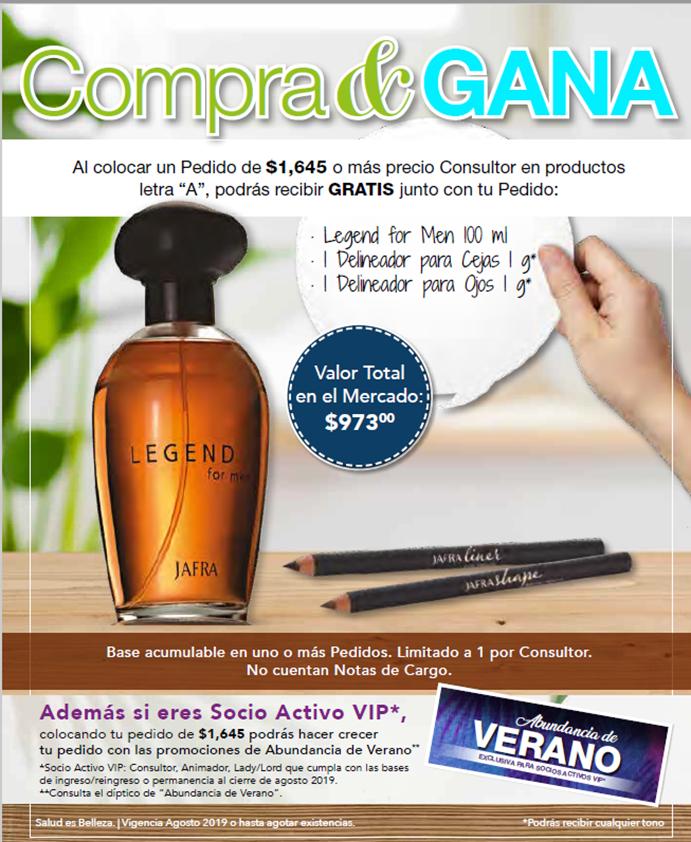 Compra & GANA
Al colocar un Pedido de $1,645 o más precio Consultor en productos
letra “A”, podrás recibir GRATIS junto con tu Pedido:
· Legend for Men 100 ml
· 1 Delineador para Cejas 1 g*
· 1 Delineador para Ojos 1 g*
Valor Total
en el Mercado:
$973⁰⁰
LEGEND
for men
JAFRA
JAFRA liner
JAFRA shape
Base acumulable en uno o más Pedidos. Limitado a 1 por Consultor.
No cuentan Notas de Cargo.
Además si eres Socio Activo VIP*,
colocando tu pedido de $1,645 podrás hacer crecer
tu pedido con las promociones de Abundancia de Verano**
*Socio Activo VIP: Consultor, Animador, Lady/Lord que cumpla con las bases
de ingreso/reingreso o permanencia al cierre de agosto 2019.
**Consulta el díptico de “Abundancia de Verano”.
Abundancia de
VERANO
EXCLUSIVA PARA SOCIOS ACTIVOS VIP*
Salud es Belleza. | Vigencia Agosto 2019 o hasta agotar existencias.
*Podrás recibir cualquier tono